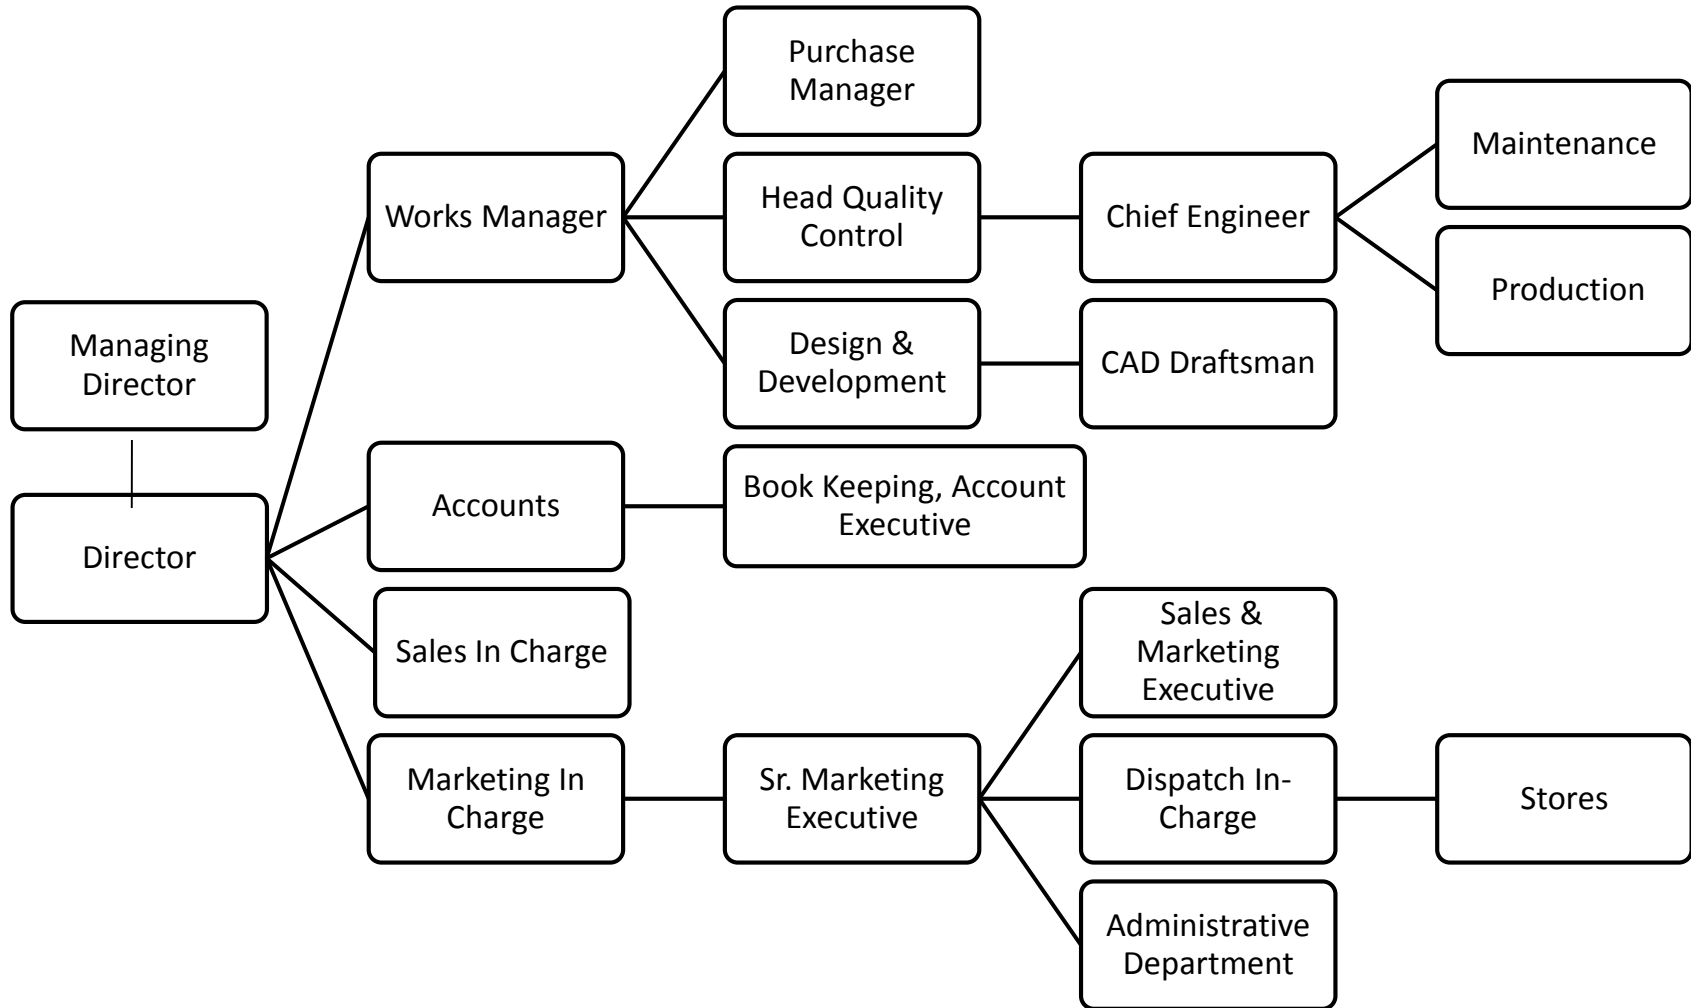 Managing
Director
Director
Works Manager
Accounts
Sales In Charge
Marketing In
Charge
Purchase
Manager
Head Quality
Control
Design &
Development
Book Keeping, Account
Executive
Sr. Marketing
Executive
Chief Engineer
CAD Draftsman
Sales &
Marketing
Executive
Dispatch In-
Charge
Administrative
Department
Maintenance
Production
Stores